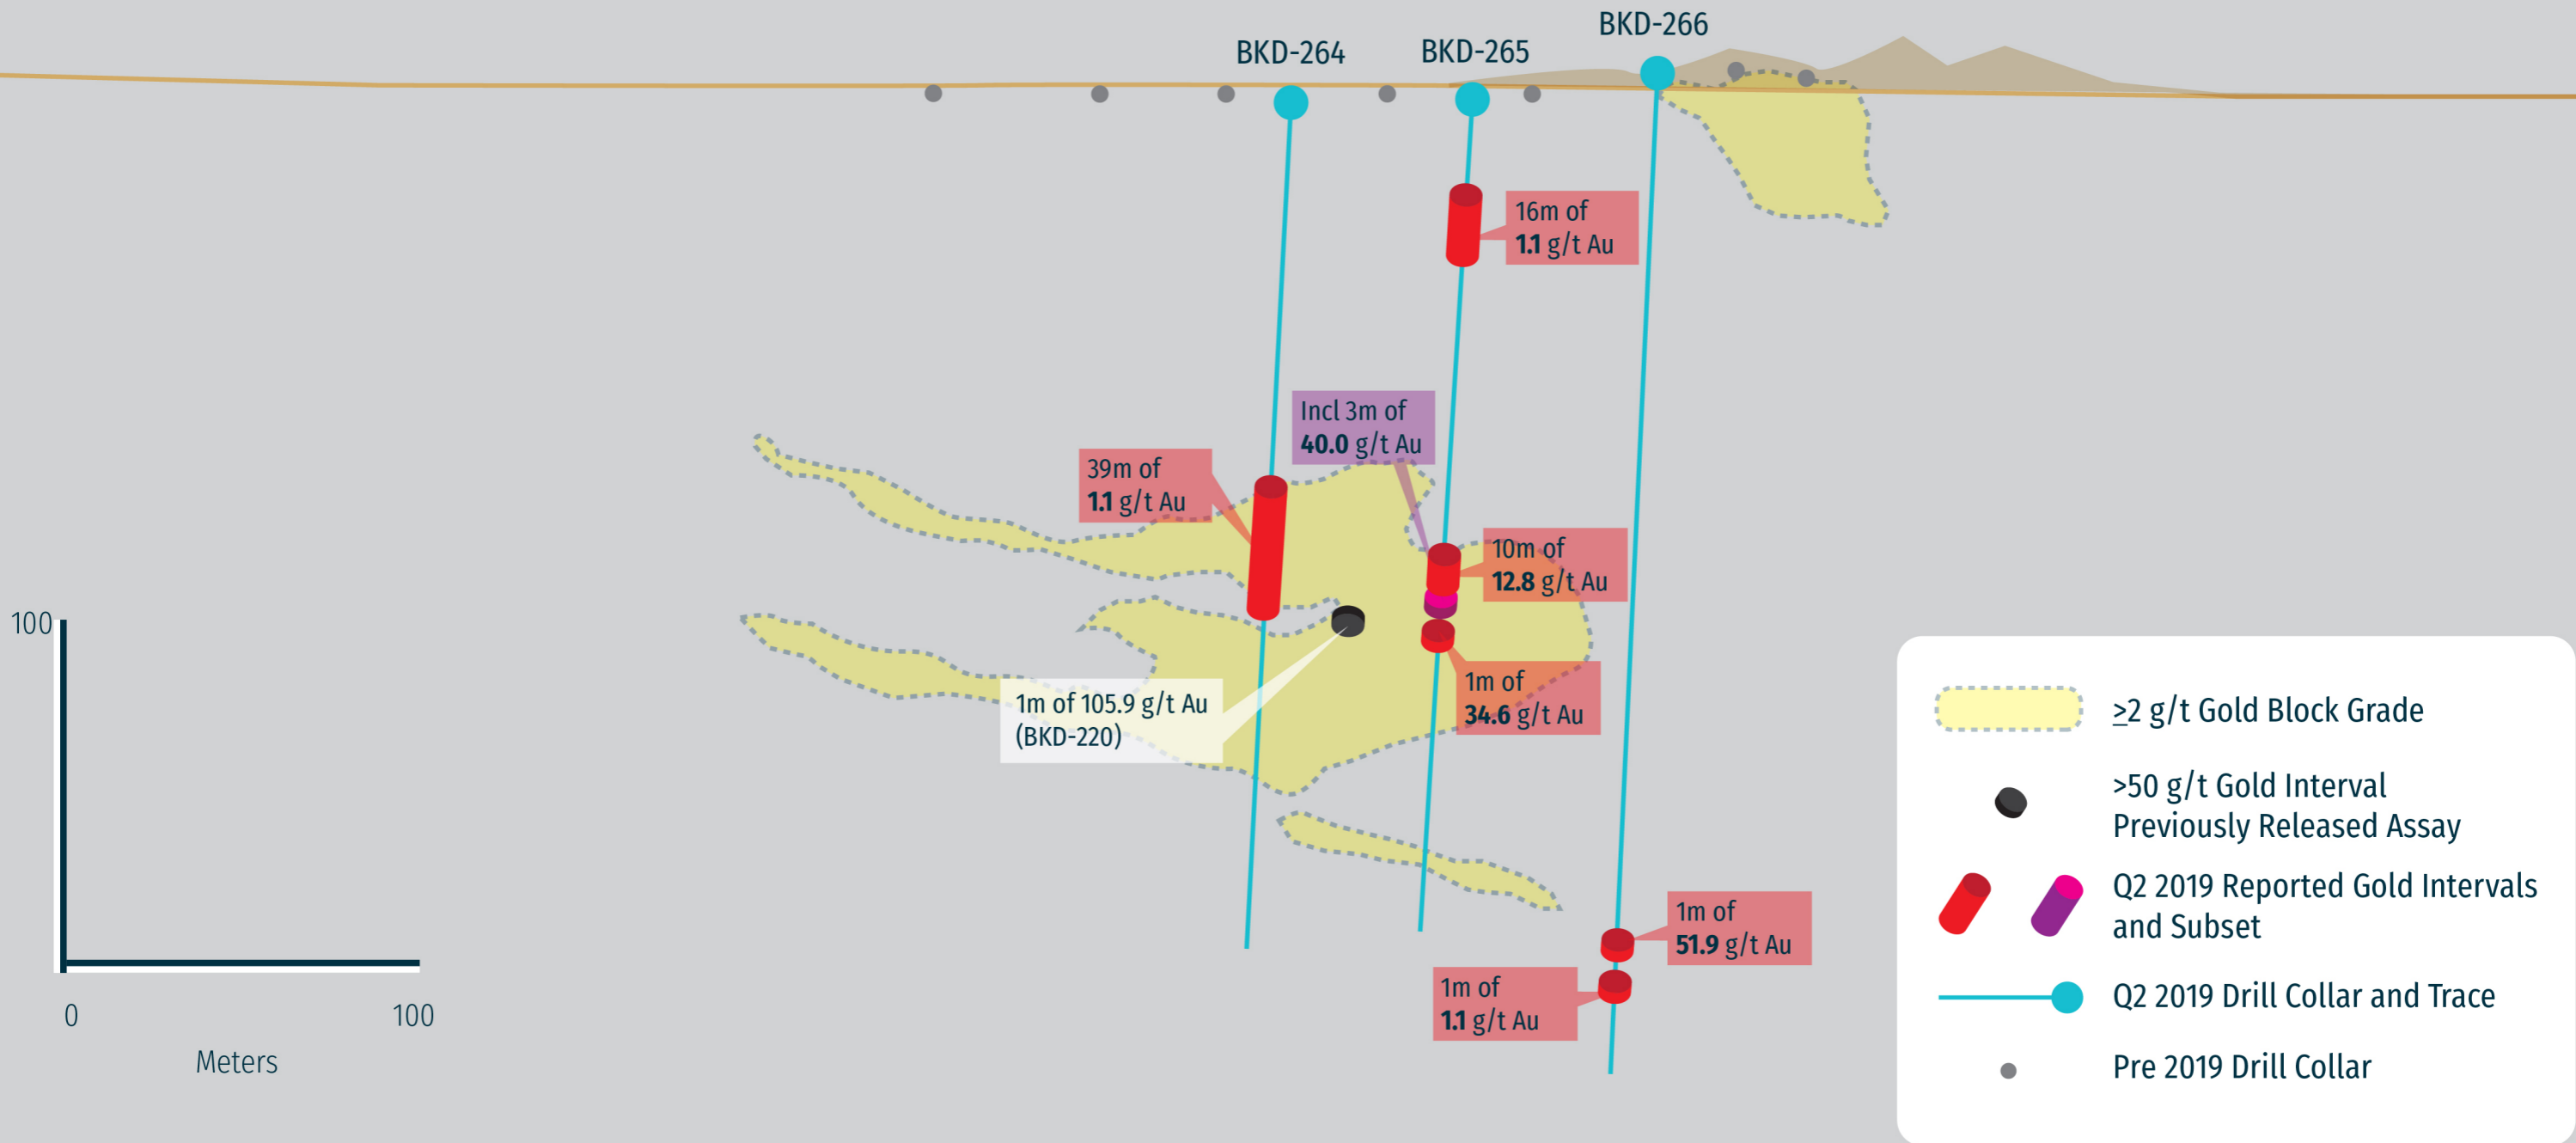 BKD-264
BKD-265
BKD-266
16m of
1.1 g/t Au
Incl 3m of
40.0 g/t Au
39m of
1.1 g/t Au
10m of
12.8 g/t Au
1m of
34.6 g/t Au
1m of 105.9 g/t Au
(BKD-220)
1m of
51.9 g/t Au
1m of
1.1 g/t Au
100
0
100
Meters
≥2 g/t Gold Block Grade
>50 g/t Gold Interval
Previously Released Assay
Q2 2019 Reported Gold Intervals
and Subset
Q2 2019 Drill Collar and Trace
Pre 2019 Drill Collar